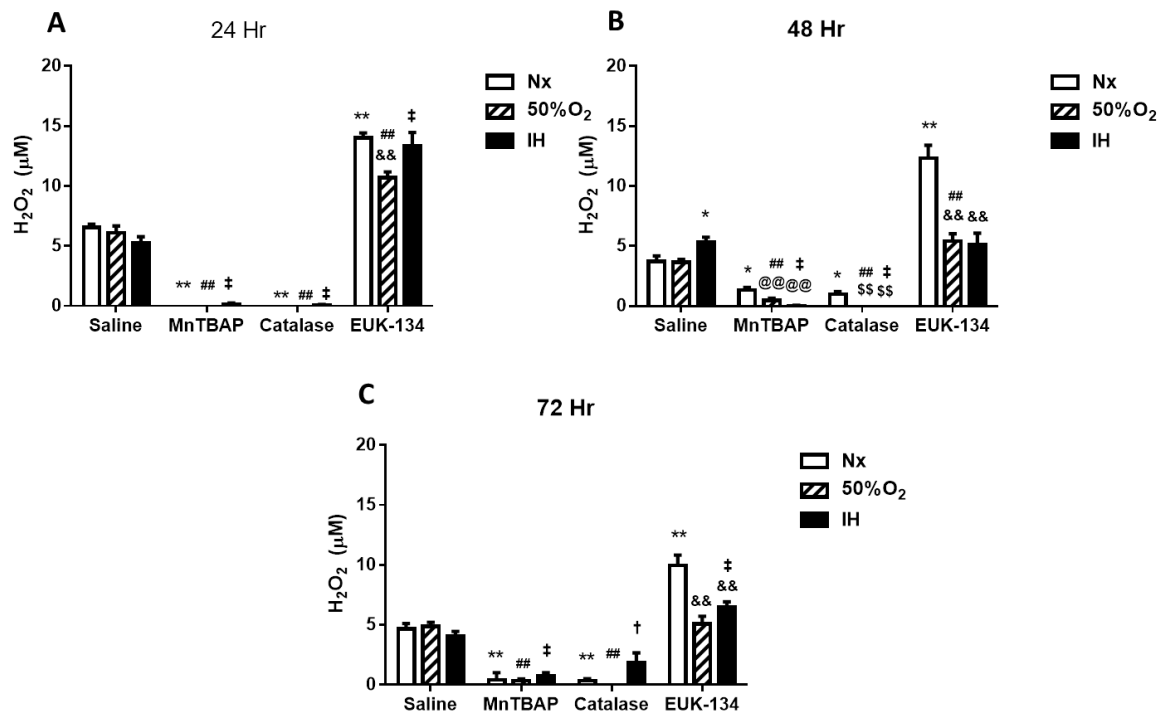 A
24 Hr
20
15
10
5
0
H₂O₂ (µM)
** ## ‡
&&
** ## ‡
** ## ‡
Saline MnTBAP Catalase EUK-134
Nx
50%O₂
IH
B
48 Hr
20
15
10
5
0
H₂O₂ (µM)
*
* ## ‡
@@ @@
* ## ‡
$$ $$
**
##
&& &&
Saline MnTBAP Catalase EUK-134
Nx
50%O₂
IH
C
72 Hr
20
15
10
5
0
H₂O₂ (µM)
** ## ‡
** ## †
**
‡
&& &&
Saline MnTBAP Catalase EUK-134
Nx
50%O₂
IH